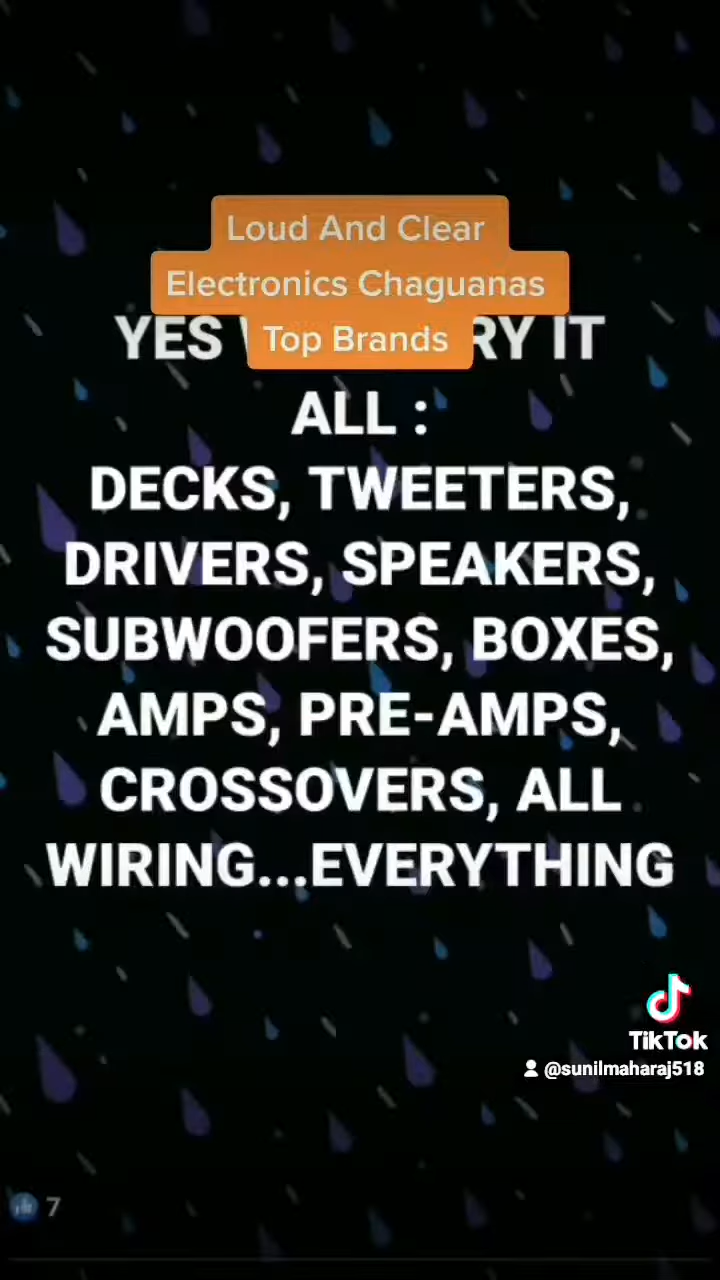 Loud And Clear
Electronics Chaguanas
Top Brands
YES RY IT
ALL :
DECKS, TWEETERS,
DRIVERS, SPEAKERS,
SUBWOOFERS, BOXES,
AMPS, PRE-AMPS,
CROSSOVERS, ALL
WIRING...EVERYTHING
TikTok
@sunilmaharaj518
7